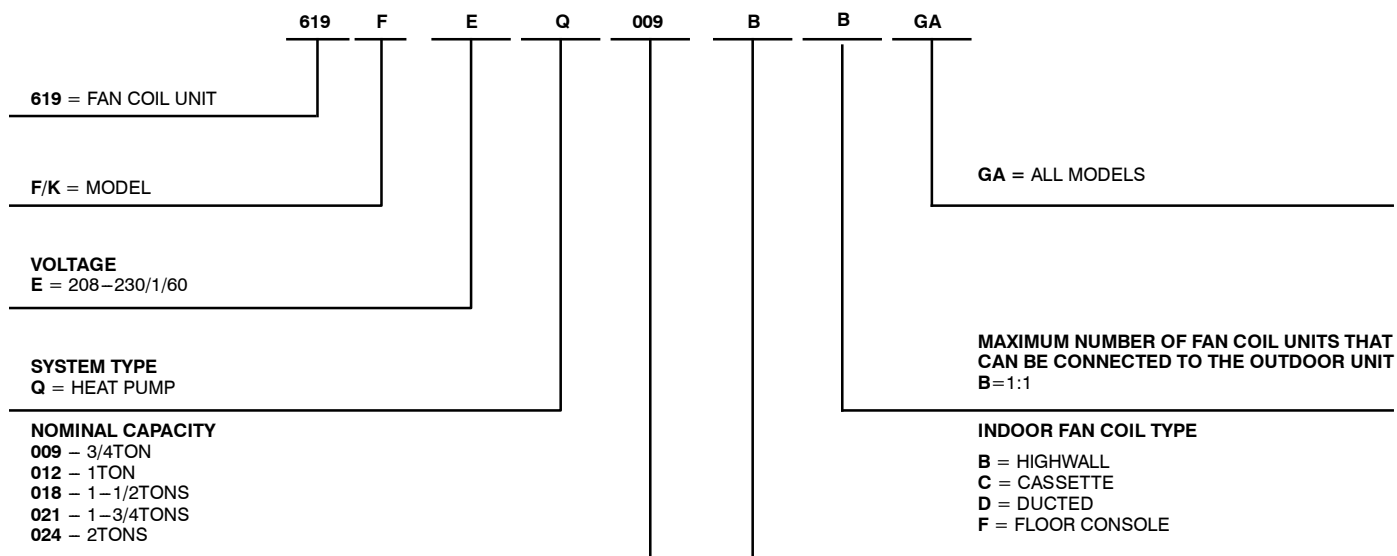 619 F E Q 009 B B GA
619 = FAN COIL UNIT
F/K = MODEL
VOLTAGE
E = 208–230/1/60
SYSTEM TYPE
Q = HEAT PUMP
NOMINAL CAPACITY
009 – 3/4TON
012 – 1TON
018 – 1–1/2TONS
021 – 1–3/4TONS
024 – 2TONS
GA = ALL MODELS
MAXIMUM NUMBER OF FAN COIL UNITS THAT
CAN BE CONNECTED TO THE OUTDOOR UNIT
B=1:1
INDOOR FAN COIL TYPE
B = HIGHWALL
C = CASSETTE
D = DUCTED
F = FLOOR CONSOLE